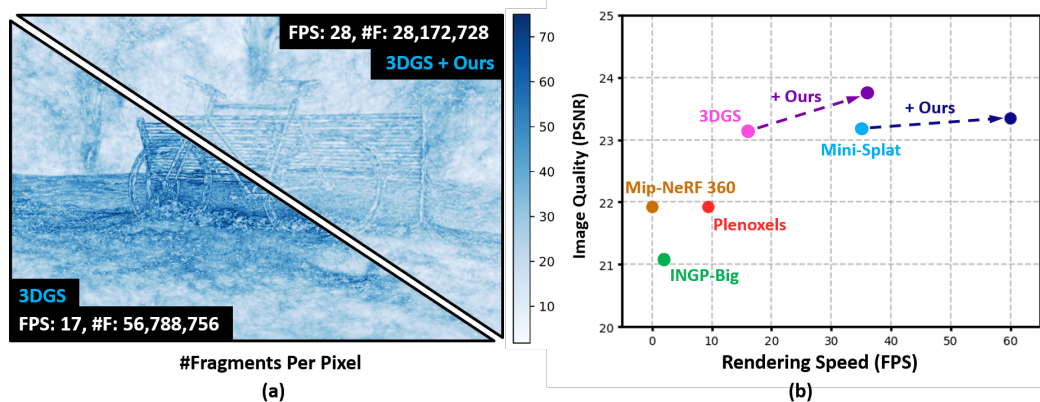 FPS: 28, #F: 28,172,728
3DGS + Ours
3DGS
FPS: 17, #F: 56,788,756
70
60
50
40
30
20
10
#Fragments Per Pixel
(a)
25
24
23
22
21
20
Image Quality (PSNR)
3DGS
+ Ours
+ Ours
Mini-Splat
Mip-NeRF 360
Plenoxels
INGP-Big
0 10 20 30 40 50 60
Rendering Speed (FPS)
(b)